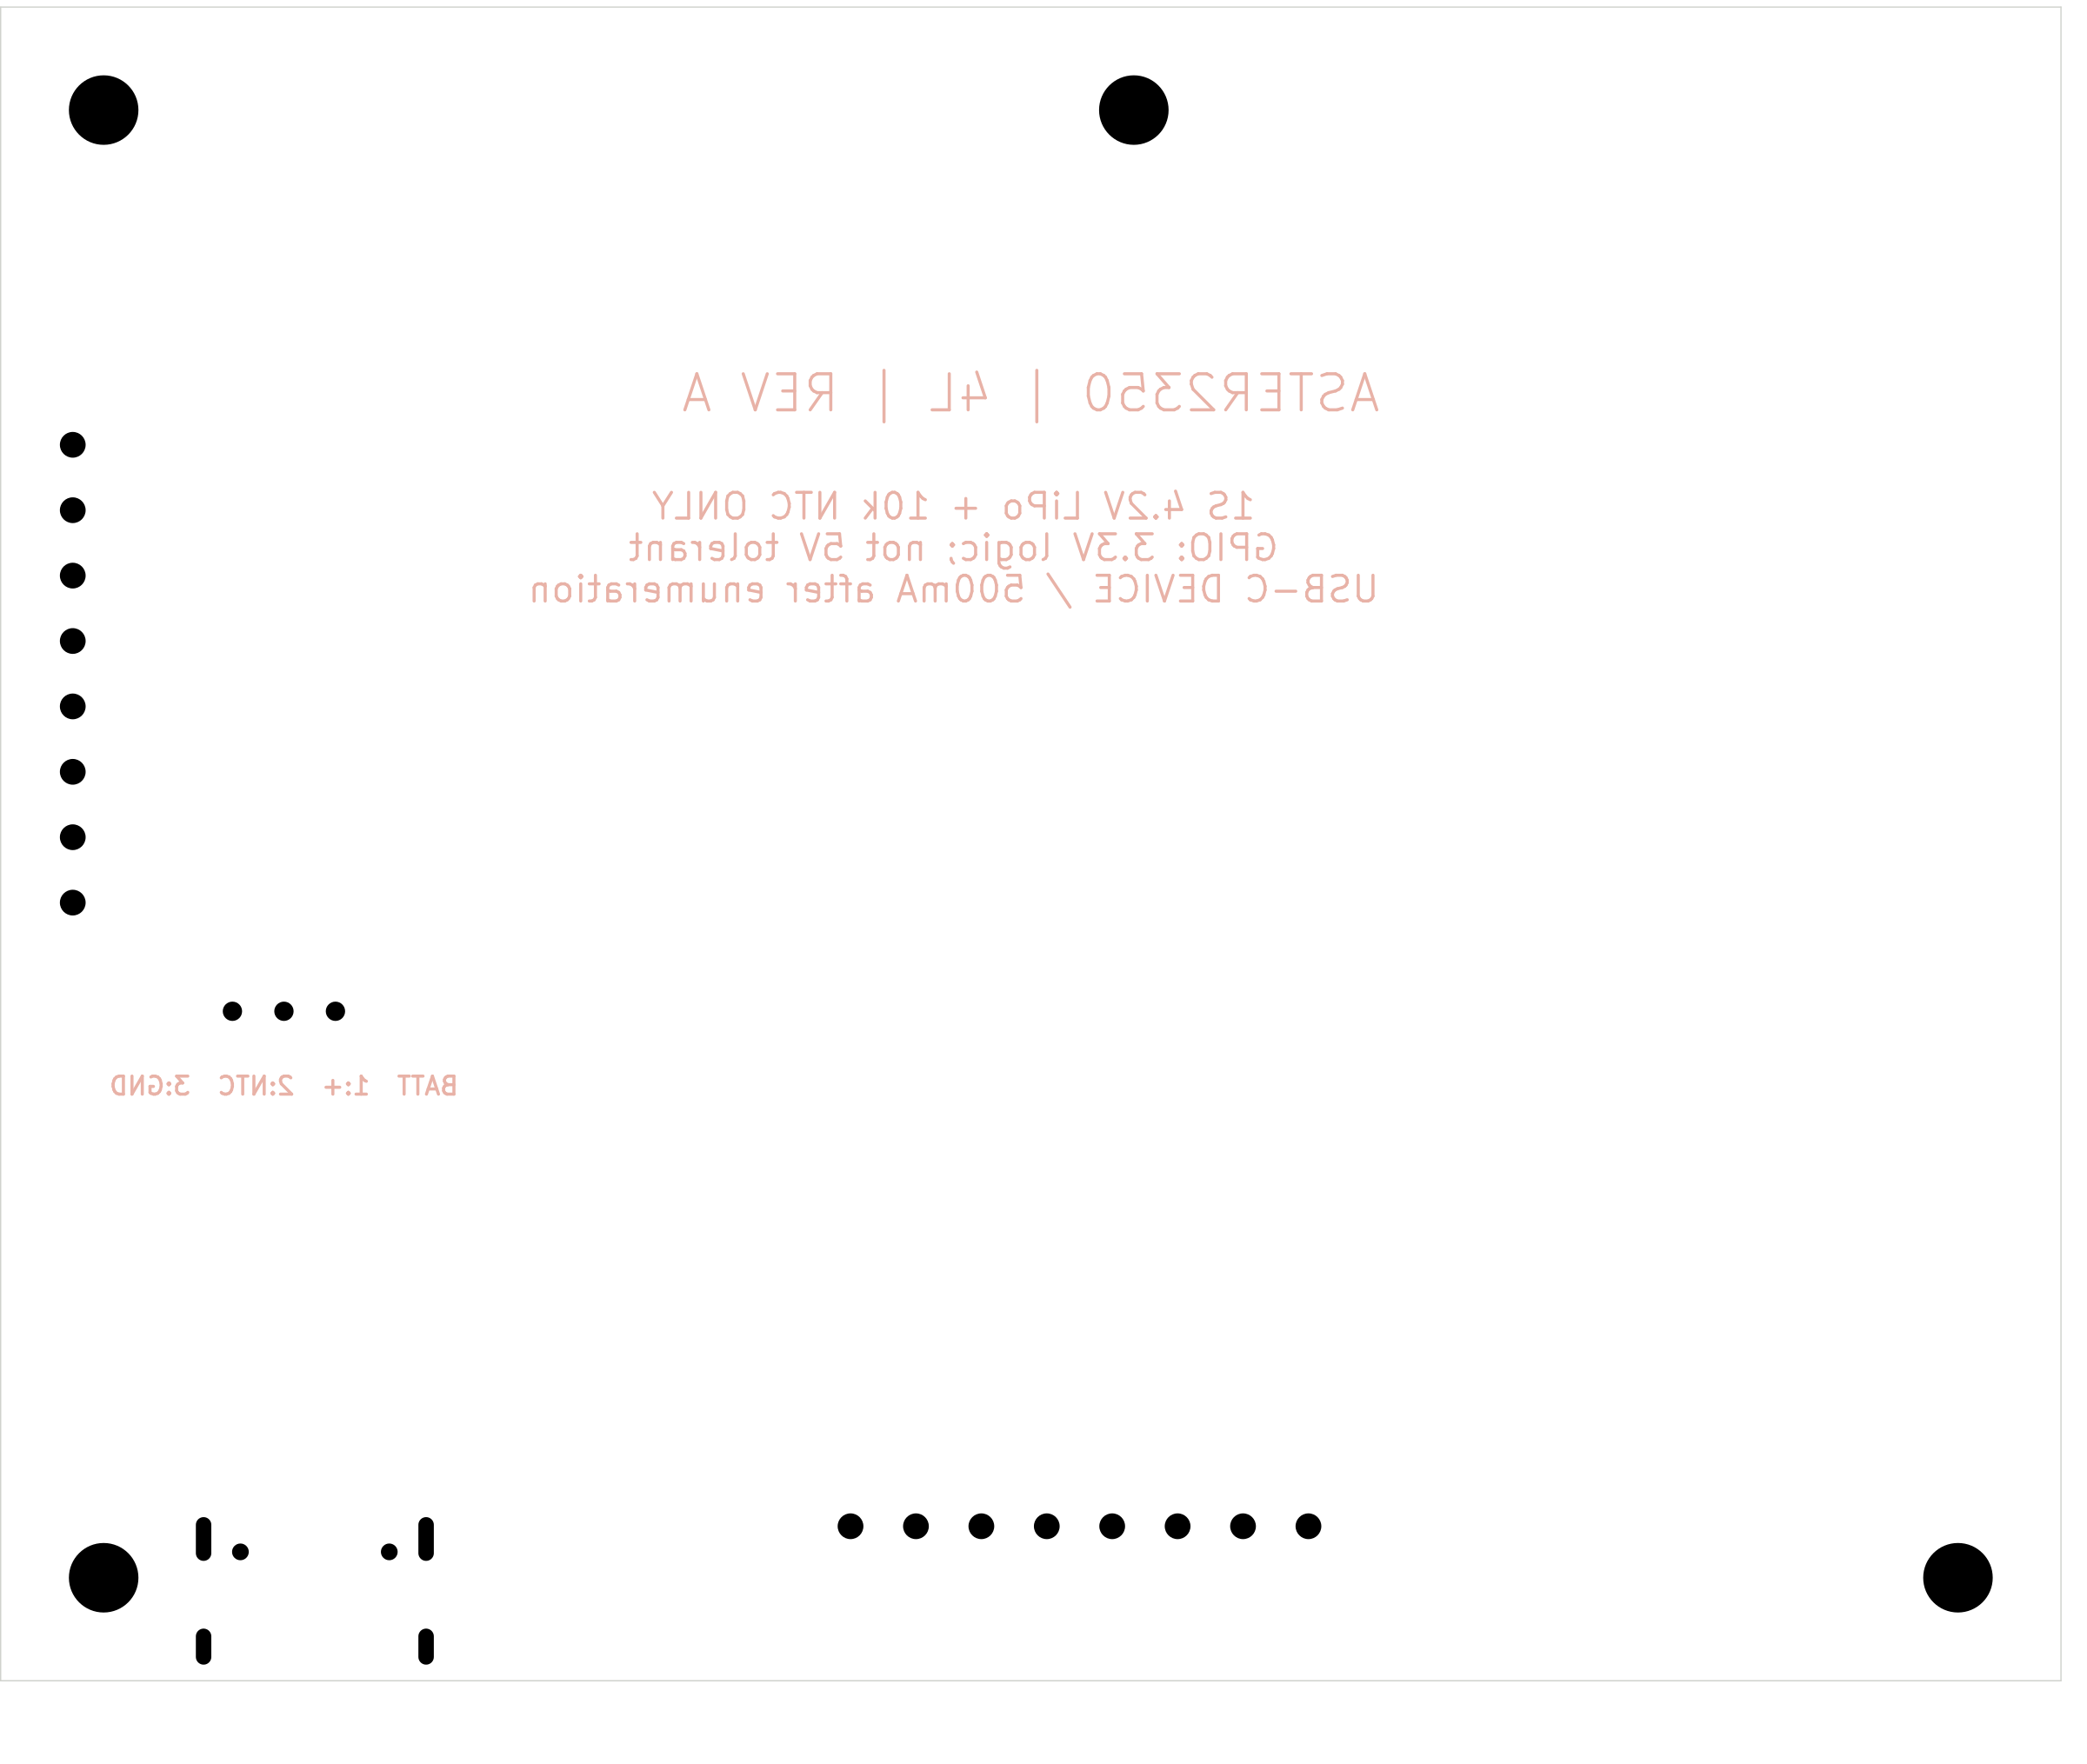 ASTER2350 | 4L | REV A
1S 4.2V LiPo + 10k NTC ONLY
GPIO: 3.3V logic; not 5V tolerant
USB-C DEVICE / 500mA after enumeration
BATT 1:+ 2:NTC 3:GND